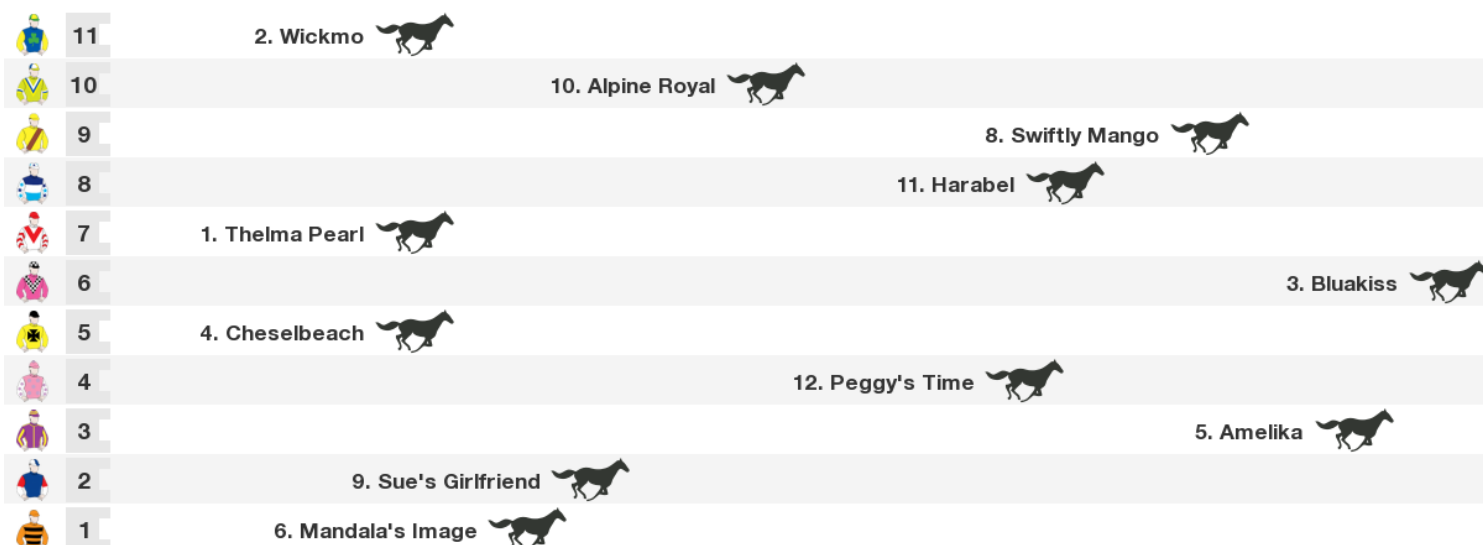 11 2. Wickmo
10 10. Alpine Royal
9 8. Swiftly Mango
8 11. Harabel
7 1. Thelma Pearl
6 3. Bluakiss
5 4. Cheselbeach
4 12. Peggy's Time
3 5. Amelika
2 9. Sue's Girlfriend
1 6. Mandala's Image